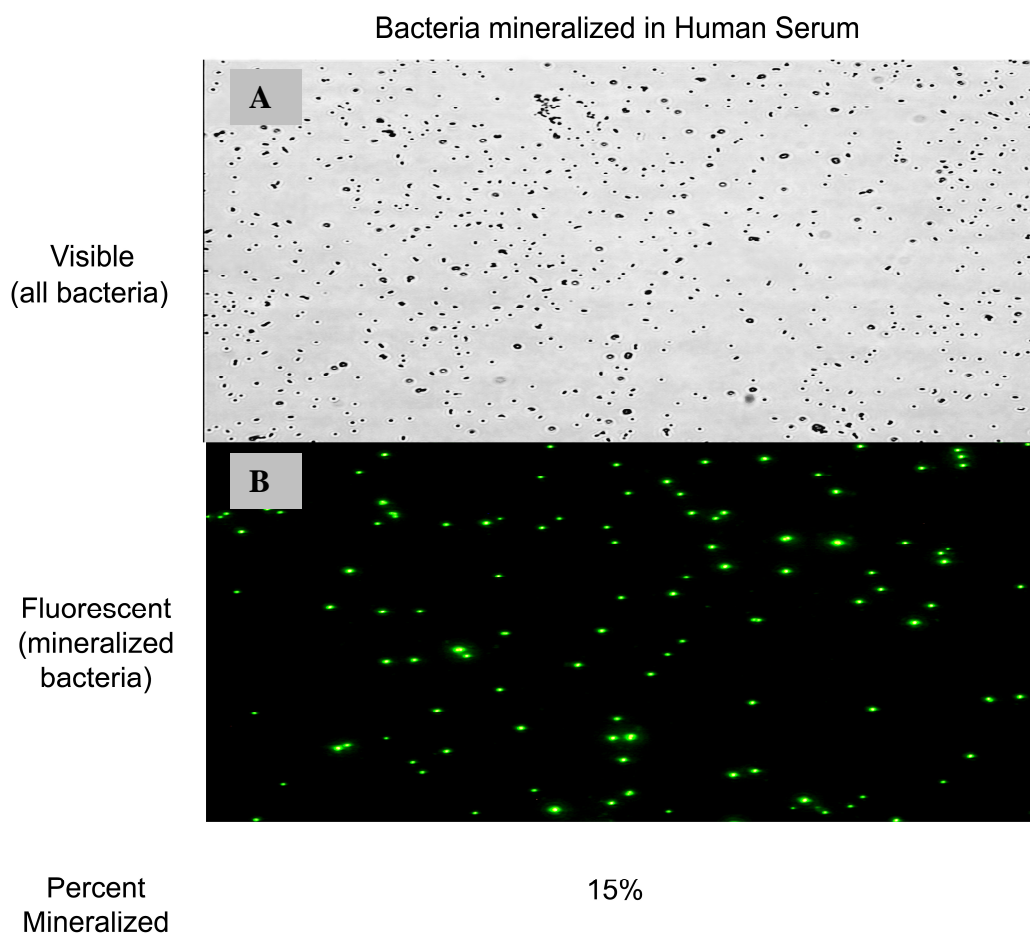 Bacteria mineralized in Human Serum
A
Visible
(all bacteria)
B
Fluorescent
(mineralized
bacteria)
Percent
Mineralized
15%